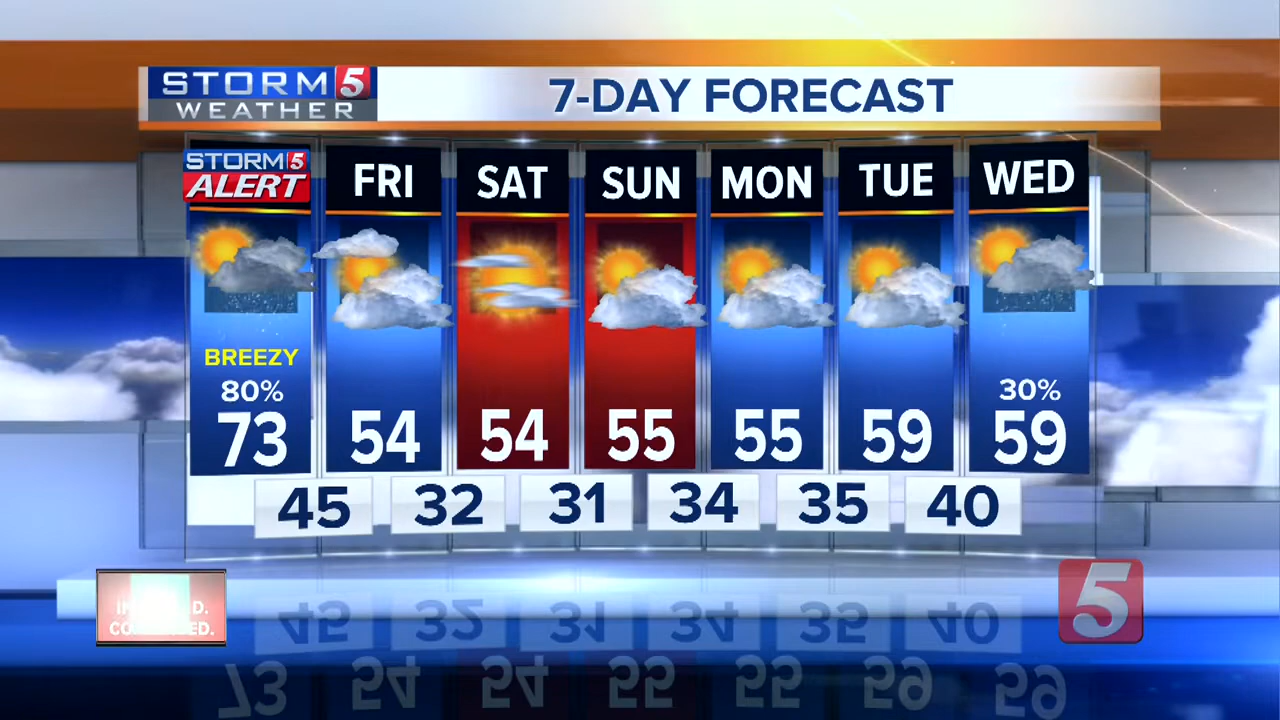 STORM 5
WEATHER
7-DAY FORECAST
STORM 5
ALERT
FRI
SAT
SUN
MON
TUE
WED
BREEZY
80%
30%
73
54
54
55
55
59
59
45
32
31
34
35
40
5